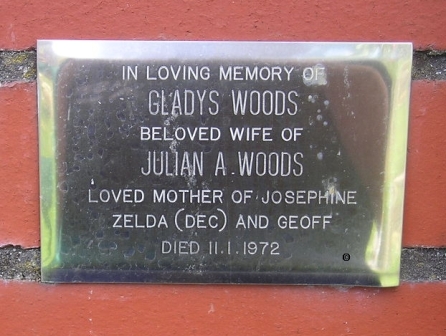 IN LOVING MEMORY OF
GLADYS WOODS
BELOVED WIFE OF
JULIAN A WOODS
LOVED MOTHER OF JOSEPHINE
ZELDA (DEC) AND GEOFF
DIED 11.1.1972